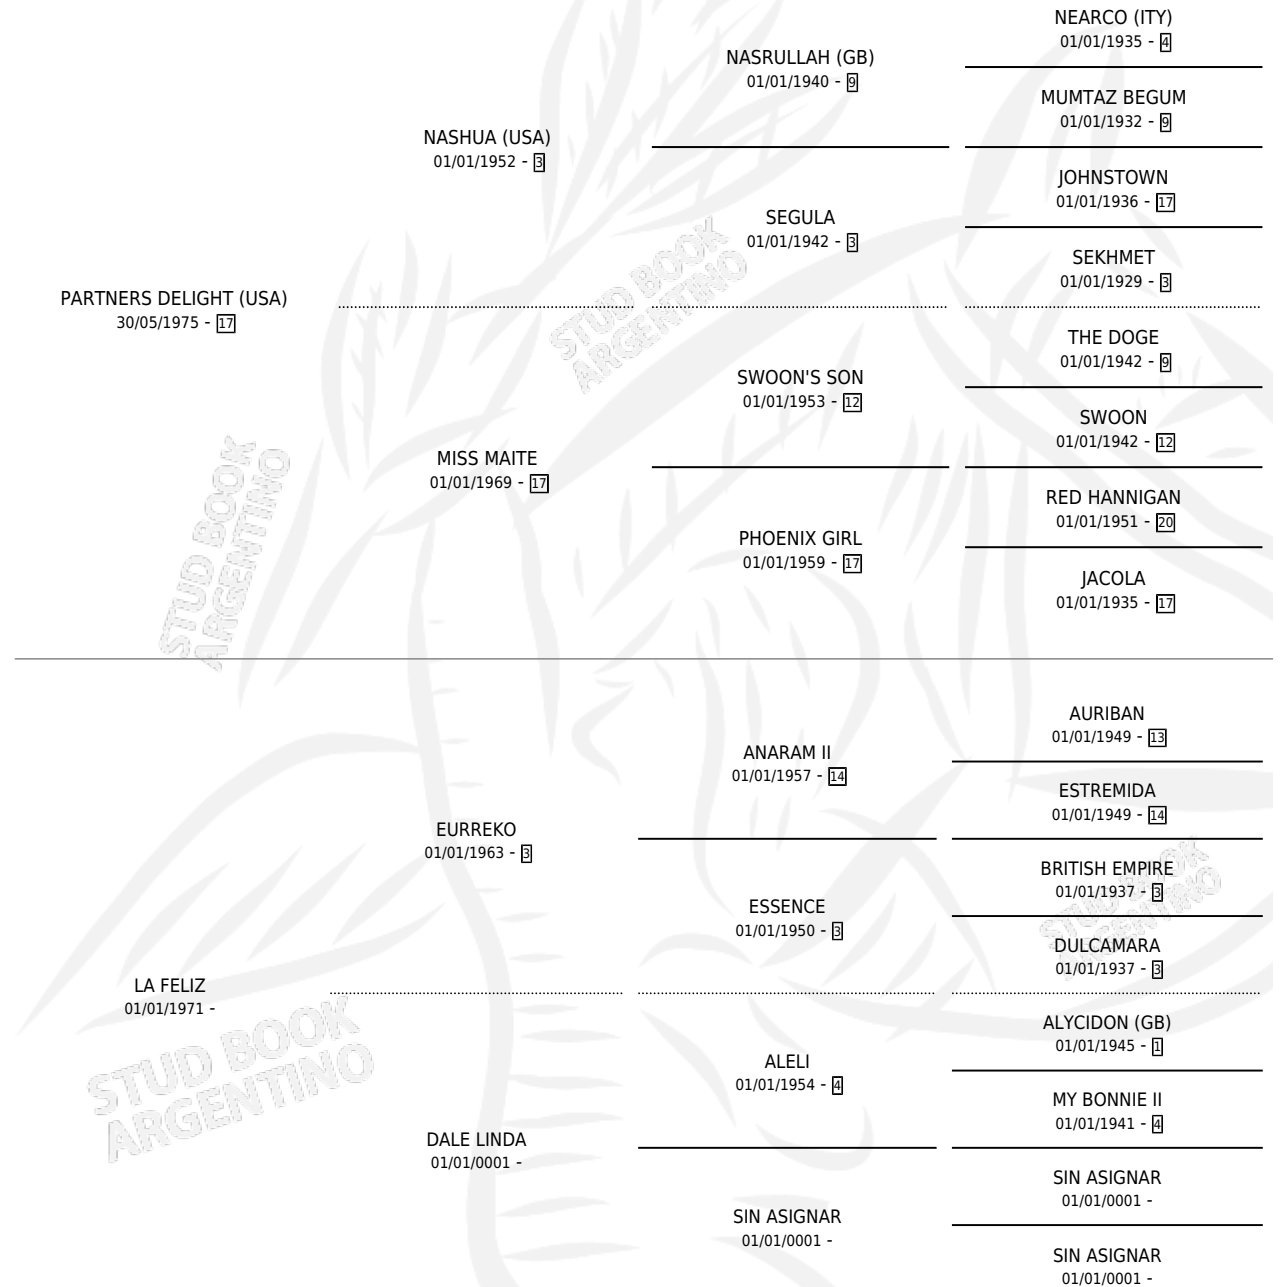 NEARCO (ITY)
01/01/1935 - 4
NASRULLAH (GB)
01/01/1940 - 9
MUMTAZ BEGUM
01/01/1932 - 9
NASHUA (USA)
01/01/1952 - 3
JOHNSTOWN
01/01/1936 - 17
SEGULA
01/01/1942 - 3
SEKHMET
01/01/1929 - 3
PARTNERS DELIGHT (USA)
30/05/1975 - 17
THE DOGE
01/01/1942 - 9
SWOON'S SON
01/01/1953 - 12
SWOON
01/01/1942 - 12
MISS MAITE
01/01/1969 - 17
RED HANNIGAN
01/01/1951 - 20
PHOENIX GIRL
01/01/1959 - 17
JACOLA
01/01/1935 - 17
AURIBAN
01/01/1949 - 13
ANARAM II
01/01/1957 - 14
ESTREMIDA
01/01/1949 - 14
EURREKO
01/01/1963 - 3
BRITISH EMPIRE
01/01/1937 - 3
ESSENCE
01/01/1950 - 3
DULCAMARA
01/01/1937 - 3
LA FELIZ
01/01/1971 -
ALYCIDON (GB)
01/01/1945 - 1
ALELI
01/01/1954 - 4
MY BONNIE II
01/01/1941 - 4
DALE LINDA
01/01/0001 -
SIN ASIGNAR
01/01/0001 -
SIN ASIGNAR
01/01/0001 -
SIN ASIGNAR
01/01/0001 -
STUD BOOK
ARGENTINO
STUD BOOK
ARGENTINO
STUD BOOK
ARGENTINO
STUD BOOK
ARGENTINO